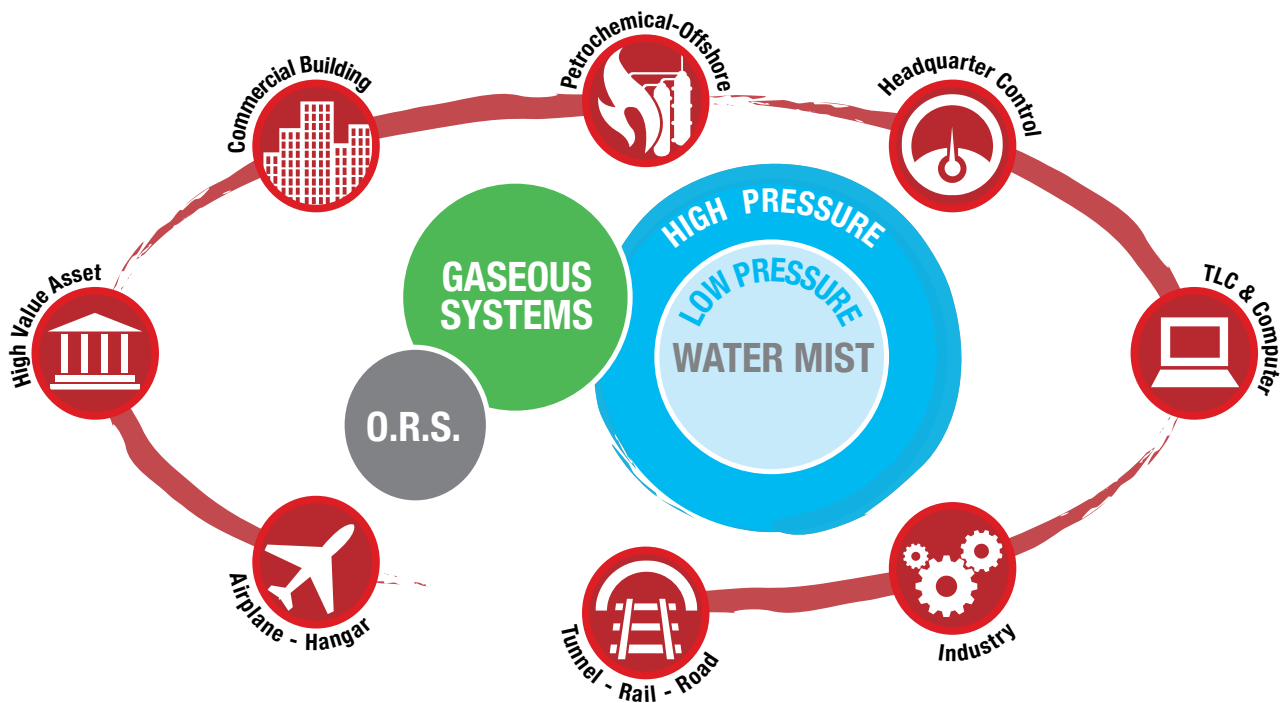 Petrochemical-Offshore
Commercial Building
Headquarter Control
High Value Asset
TLC & Computer
HIGH PRESSURE
LOW PRESSURE
WATER MIST
GASEOUS
SYSTEMS
O.R.S.
Airplane - Hangar
Tunnel - Rail - Road
Industry